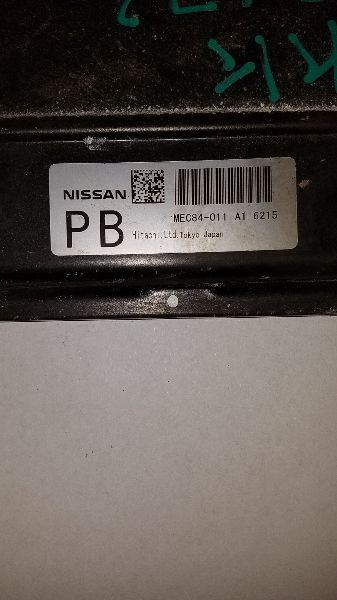 NISSAN
PB
MEC84-011 A1 6215
Hitachi,Ltd.Tokyo Japan